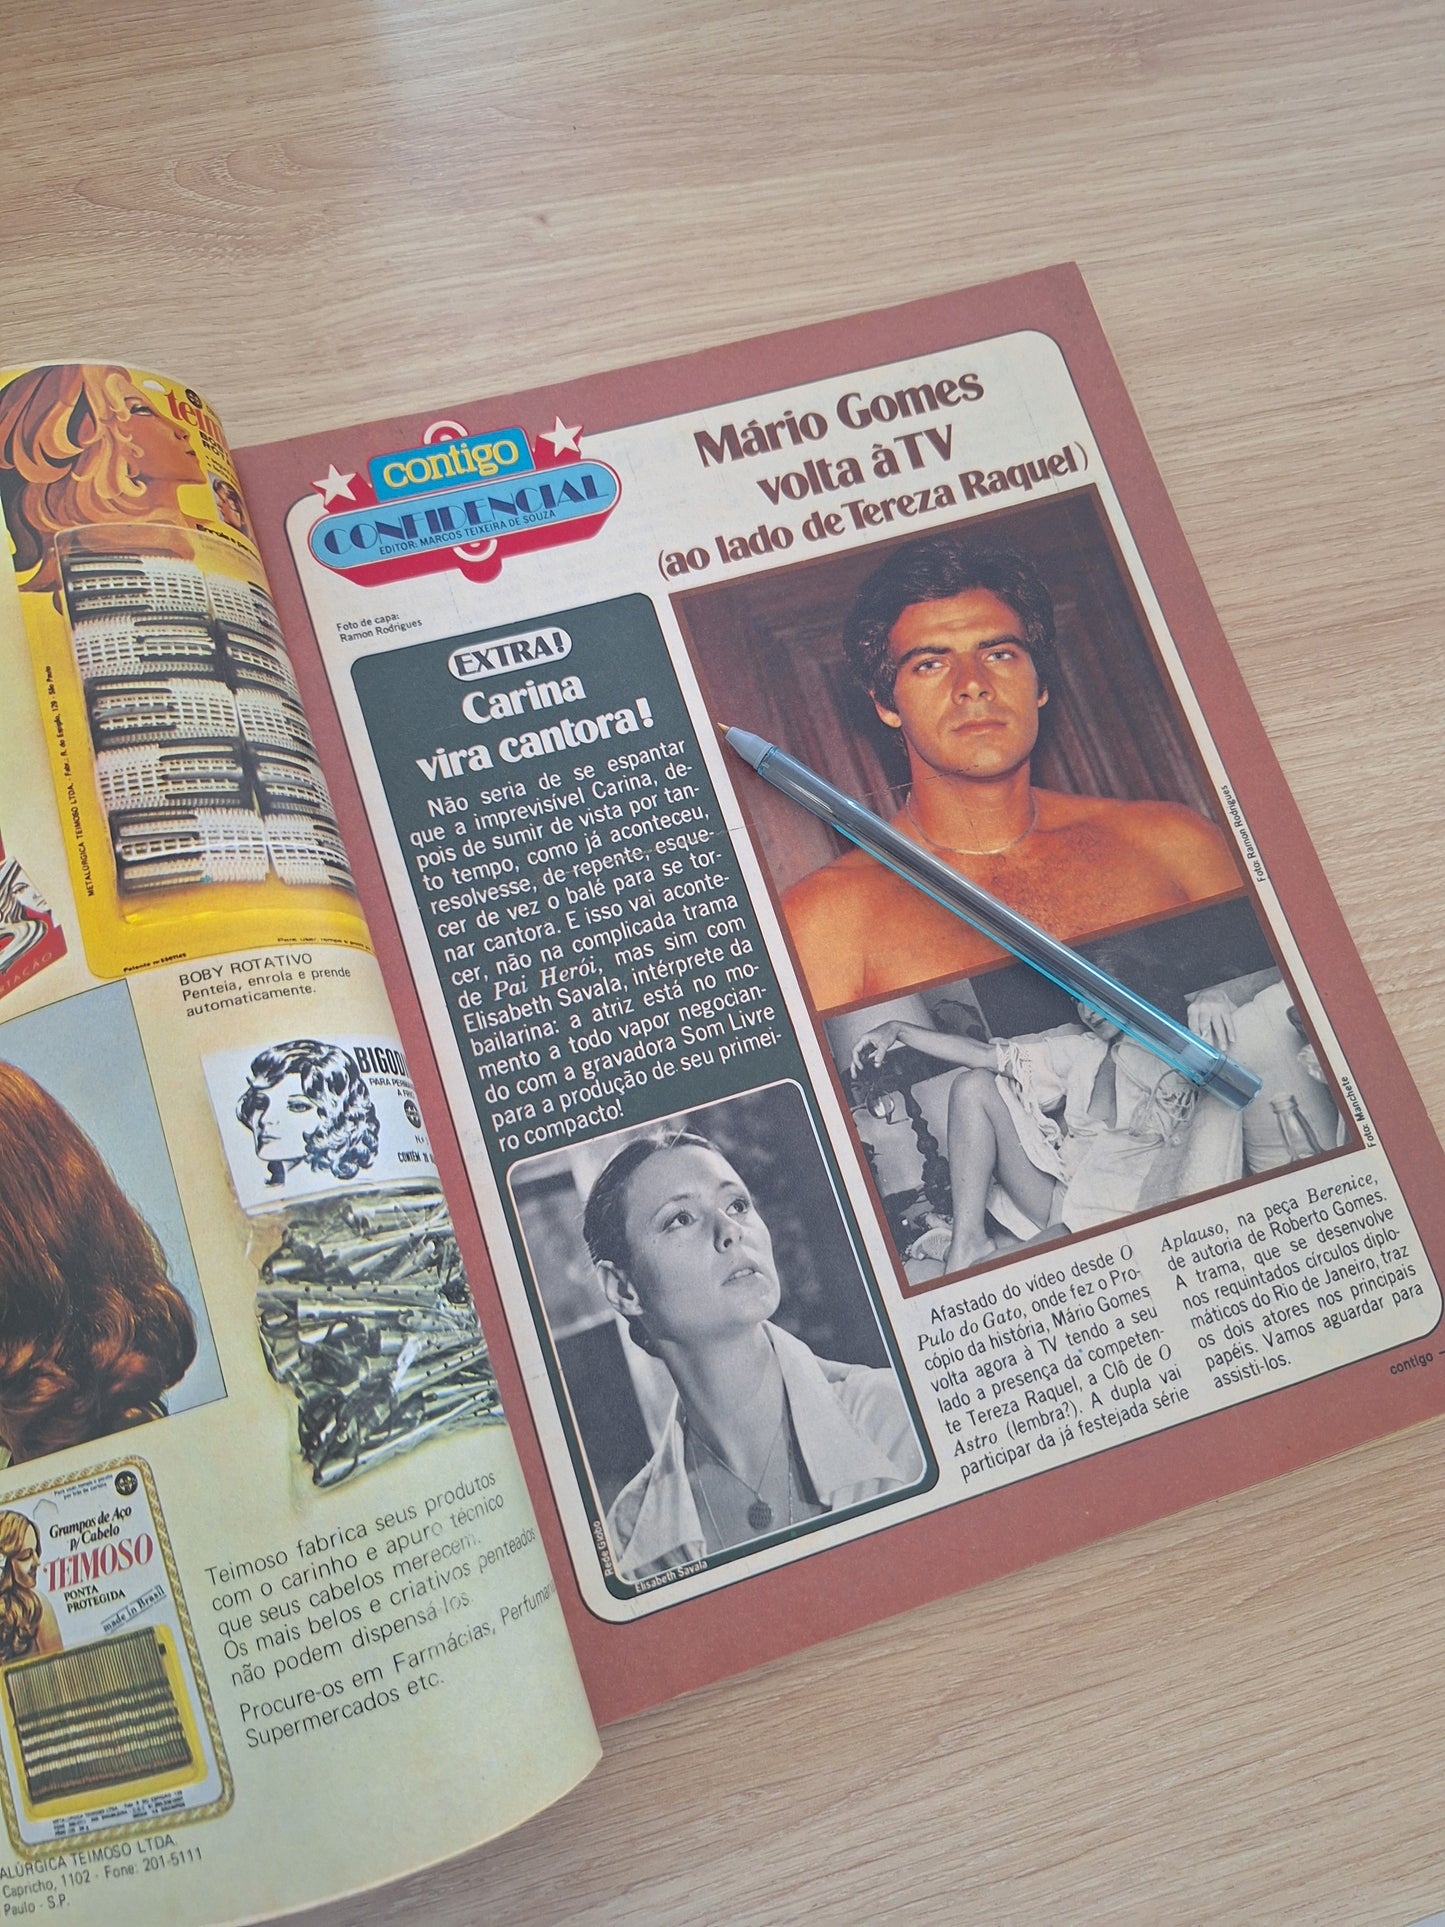 BOBY ROTATIVO
Penteia, enrola e prende
automaticamente.
METALÚRGICA TEIMOSO LTDA.
PARA PERMA
CONTÉM
Grampos de Aço
p/ Cabelo
TEIMOSO
PONTA
PROTEGIDA
made in Brasil
Teimoso fabrica seus produtos
com o carinho e apuro técnico
que seus cabelos merecem.
Os mais belos e criativos penteados
não podem dispensá-los.
Procure-os em Farmácias,
Supermercados etc.
TEIMOSO LTDA
Capricho, 1102 - Fone: 201-5111
Paulo - S.P.
contigo
CONFIDENCIAL
EDITOR: MARCOS TEIXEIRA DE SOUZA
Foto de capa:
Ramon Rodrigues
EXTRA!
Carina
vira cantora!
Não seria de se espantar
que a imprevisível Carina, de-
pois de sumir de vista por tan-
to tempo, como já aconteceu,
resolvesse, de repente, esque-
cer de vez o balé para se tor-
nar cantora. E isso vai aconte-
cer, não na complicada trama
de Pai Herói, mas sim com
Elisabeth Savala, intérprete da
bailarina: a atriz está no mo-
mento a todo vapor negocian-
do com a gravadora Som Livre
para a produção de seu primei-
ro compacto!
Rede Globo
Elisabeth Savala
Mário Gomes
volta à TV
(ao lado de Tereza Raquel)
Foto: Ramon Rodrigues
Foto: Manchete
Afastado do vídeo desde O
Pulo do Gato, onde fez o Pro-
cópio da história, Mário Gomes
volta agora à TV tendo a seu
lado a presença da competen-
te Tereza Raquel, a Clô de O
Astro (lembra?). A dupla vai
participar da já festejada série
Aplauso, na peça Berenice,
de autoria de Roberto Gomes.
A trama, que se desenvolve
nos requintados círculos diplo-
máticos do Rio de Janeiro, traz
os dois atores nos principais
papéis. Vamos aguardar para
assisti-los.
contigo